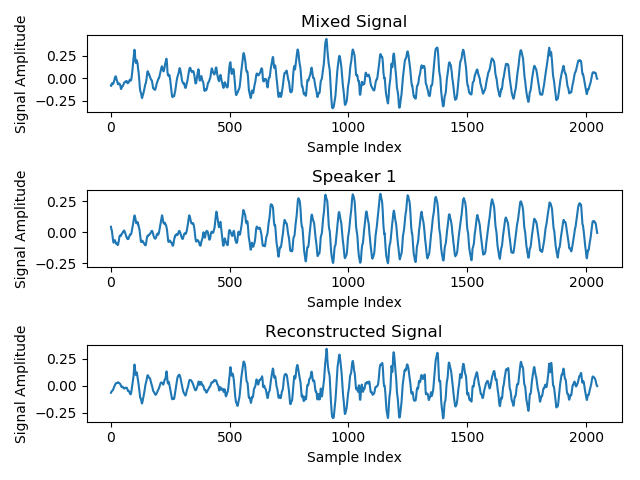 Mixed Signal
Signal Amplitude
0.25
0.00
−0.25
0 500 1000 1500 2000
Sample Index
Speaker 1
Signal Amplitude
0.25
0.00
−0.25
0 500 1000 1500 2000
Sample Index
Reconstructed Signal
Signal Amplitude
0.25
0.00
−0.25
0 500 1000 1500 2000
Sample Index